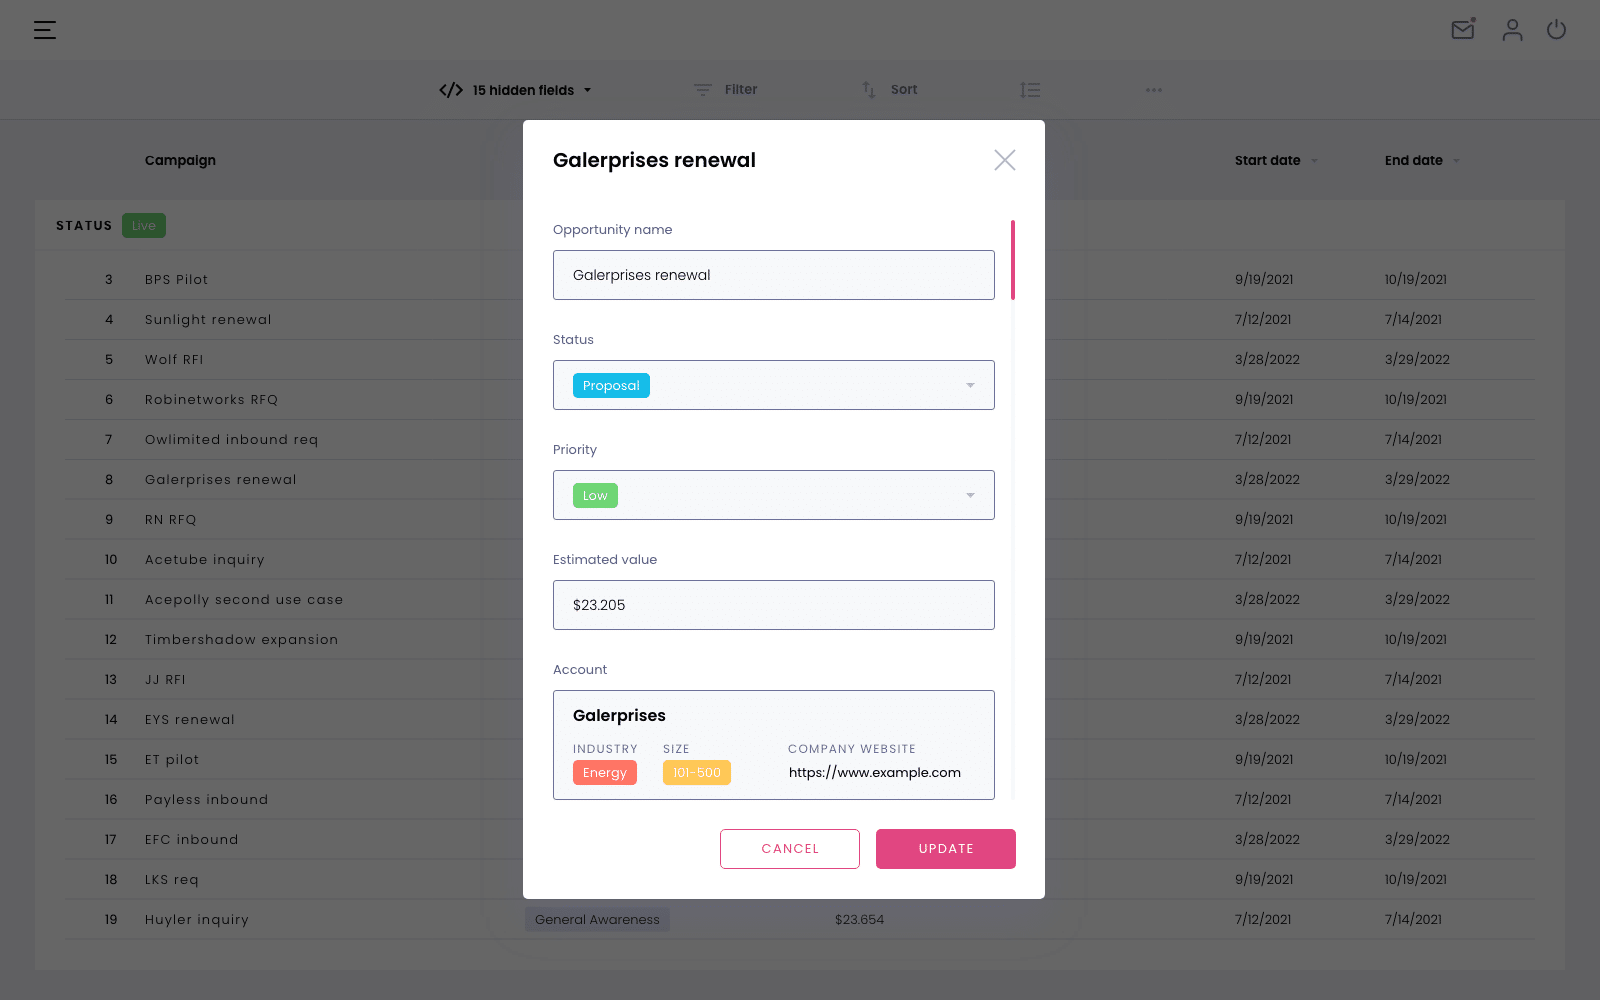 15 hidden fields Filter Sort
Campaign Start date End date
Galerprises renewal
STATUS Live
Opportunity name
Galerprises renewal
Status
Proposal
Priority
Low
Estimated value
$23.205
Account
Galerprises
INDUSTRY SIZE COMPANY WEBSITE
Energy 101-500 https://www.example.com
CANCEL UPDATE
3 BPS Pilot 9/19/2021 10/19/2021
4 Sunlight renewal 7/12/2021 7/14/2021
5 Wolf RFI 3/28/2022 3/29/2022
6 Robinetworks RFQ 9/19/2021 10/19/2021
7 Owlimited inbound req 7/12/2021 7/14/2021
8 Galerprises renewal 3/28/2022 3/29/2022
9 RN RFQ 9/19/2021 10/19/2021
10 Acetube inquiry 7/12/2021 7/14/2021
11 Acepolly second use case 3/28/2022 3/29/2022
12 Timbershadow expansion 9/19/2021 10/19/2021
13 JJ RFI 7/12/2021 7/14/2021
14 EYS renewal 3/28/2022 3/29/2022
15 ET pilot 9/19/2021 10/19/2021
16 Payless inbound 7/12/2021 7/14/2021
17 EFC inbound 3/28/2022 3/29/2022
18 LKS req 9/19/2021 10/19/2021
19 Huyler inquiry General Awareness $23.654 7/12/2021 7/14/2021